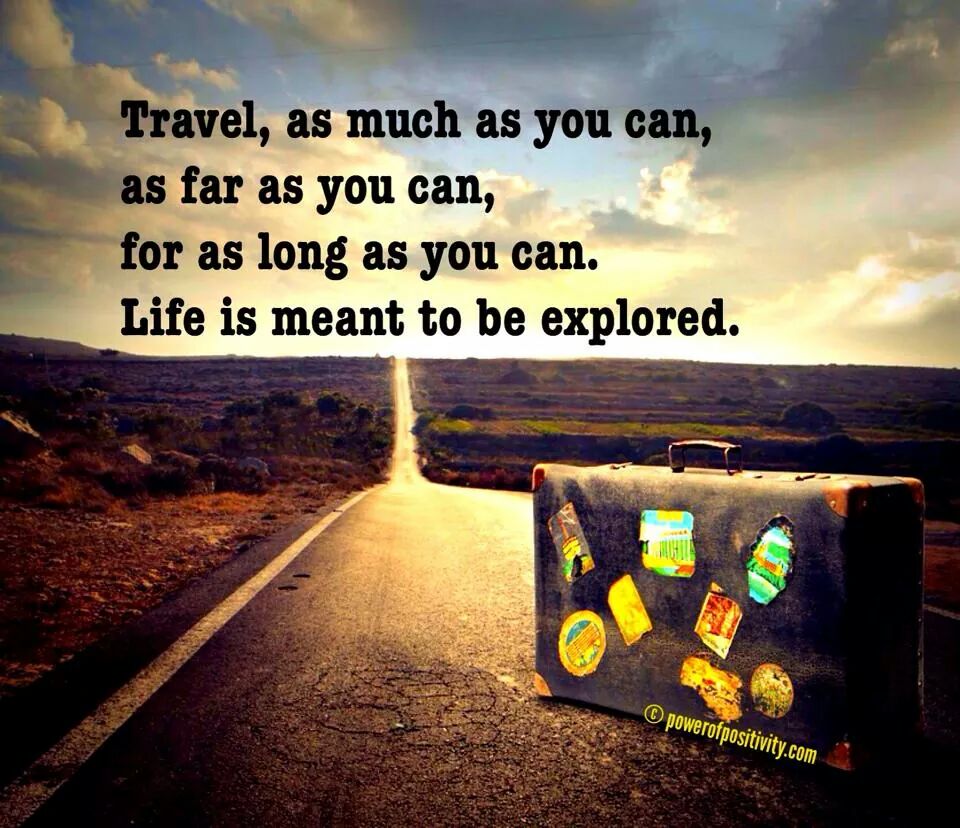 Travel, as much as you can,
as far as you can,
for as long as you can.
Life is meant to be explored.
© powerofpositivity.com